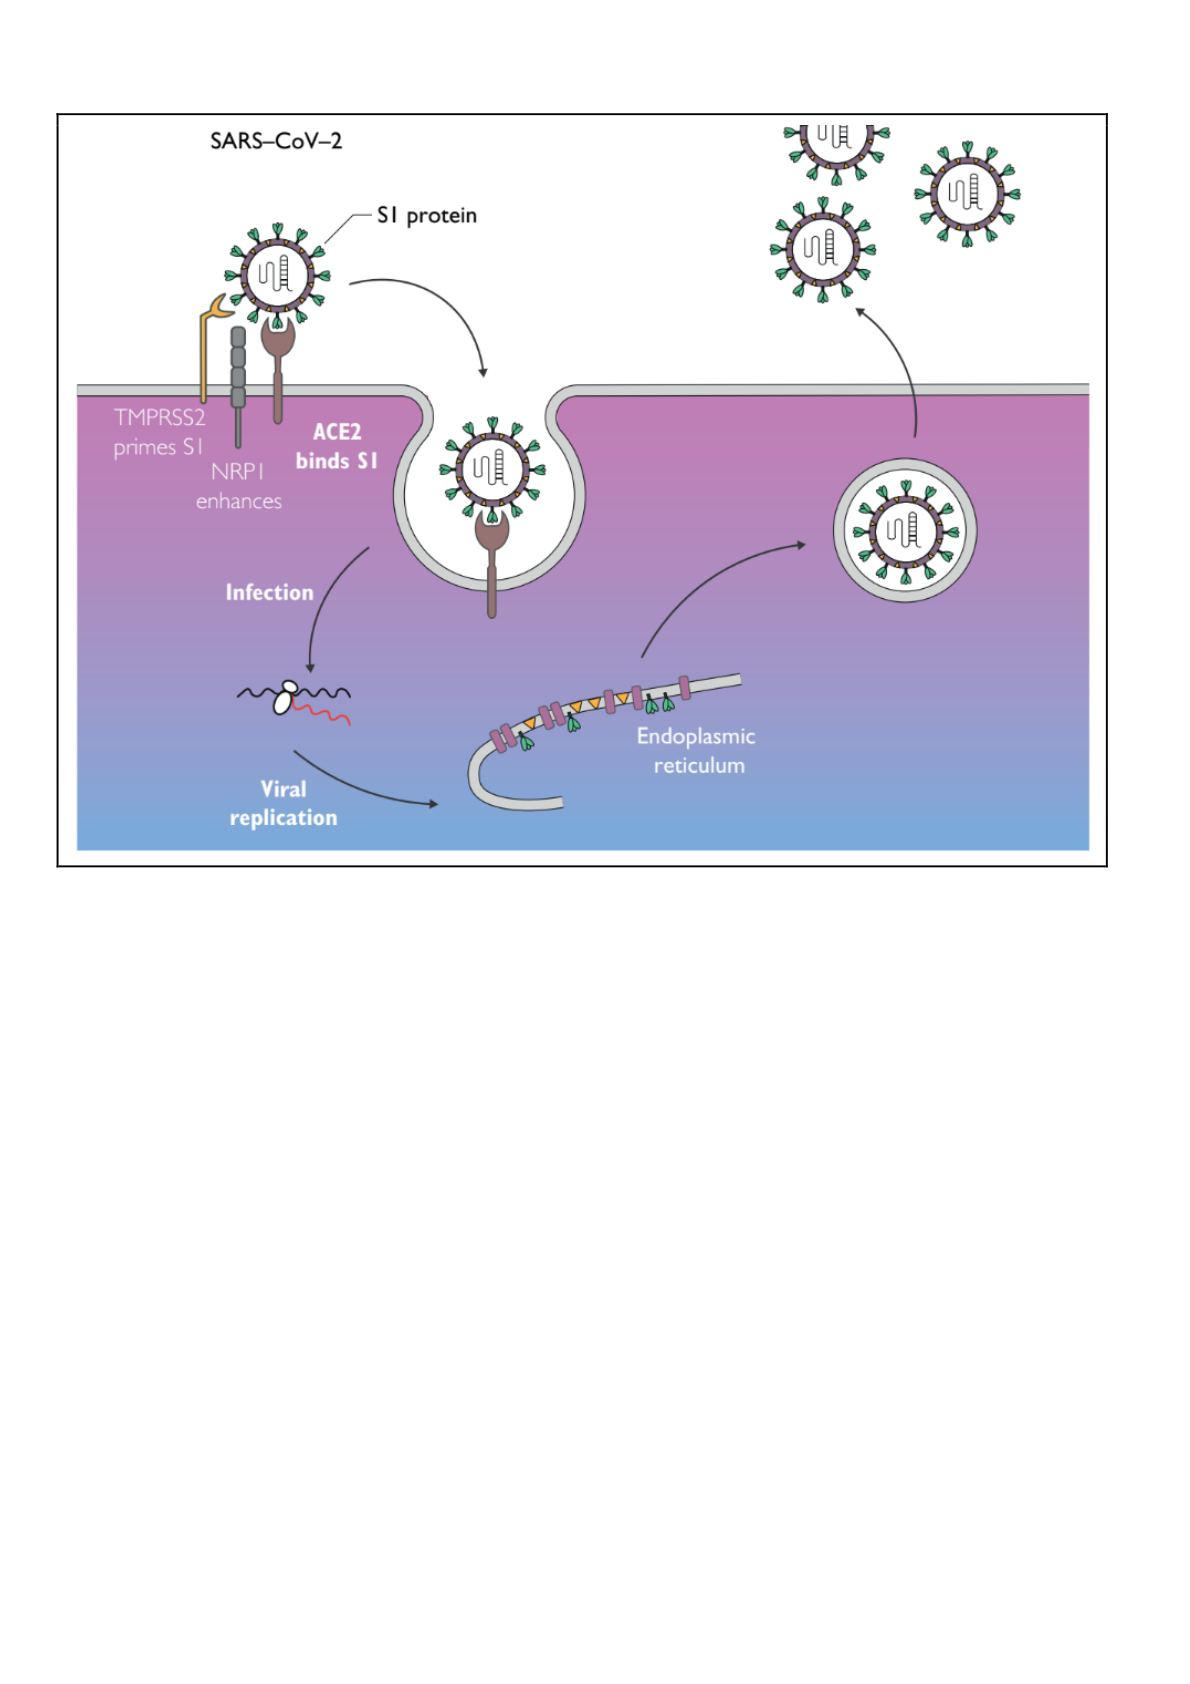 SARS–CoV–2
S1 protein
TMPRSS2
primes S1
NRP1
enhances
ACE2
binds S1
Infection
Viral
replication
Endoplasmic
reticulum